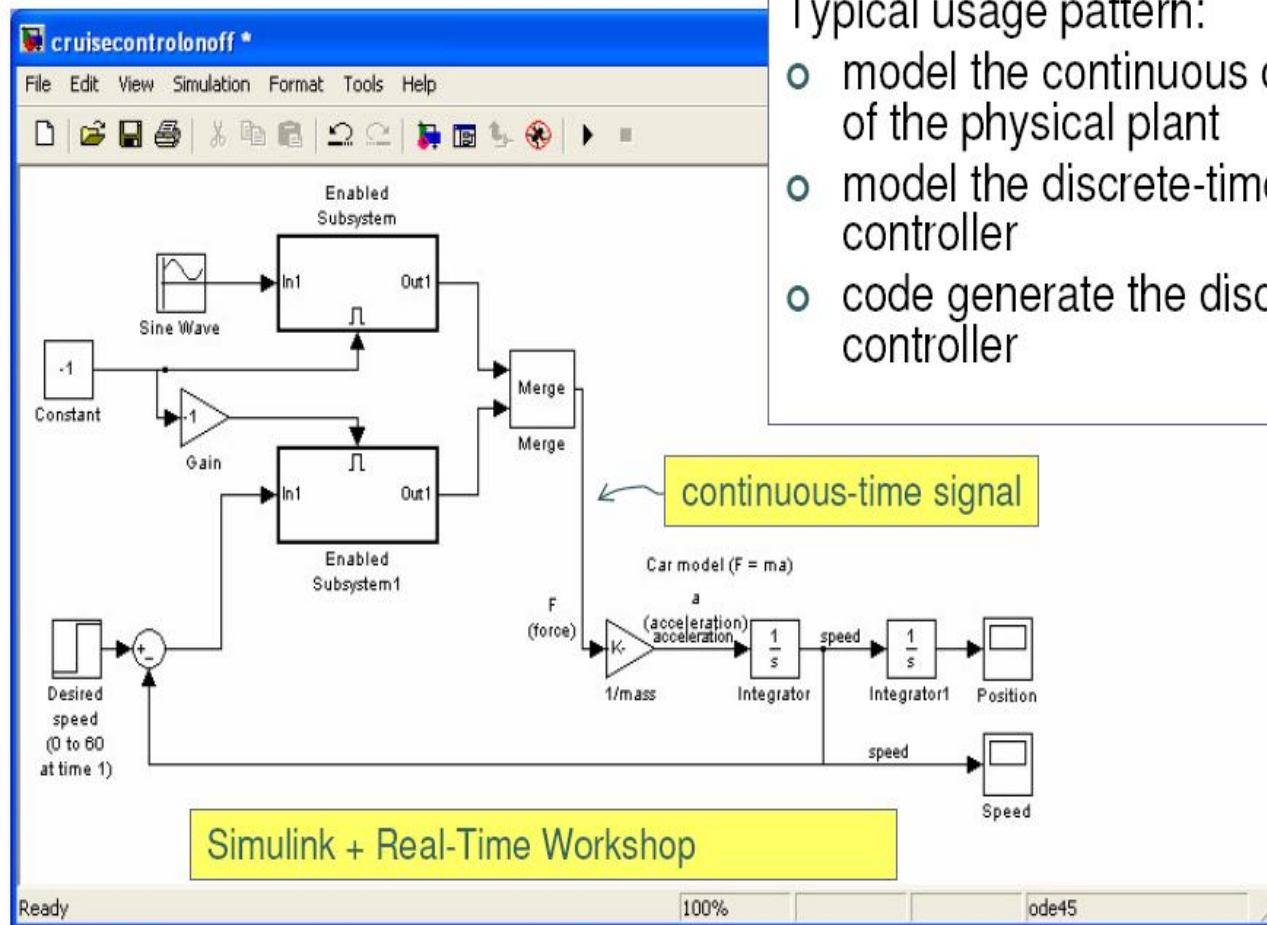 cruisecontrolonoff *
File Edit View Simulation Format Tools Help
Typical usage pattern:
model the continuous
of the physical plant
model the discrete-time
controller
code generate the
controller
Enabled
Subsystem
In1
Out1
Sine Wave
-1
Constant
-1
Gain
Merge
Merge
In1
Out1
Enabled
Subsystem1
continuous-time signal
Car model (F = ma)
F
(force)
a
(acceleration)
acceleration
K-
1/mass
1
s
Integrator
speed
1
s
Integrator1
Position
+-
Desired
speed
(0 to 60
at time 1)
speed
Speed
Simulink + Real-Time Workshop
Ready
100%
ode45